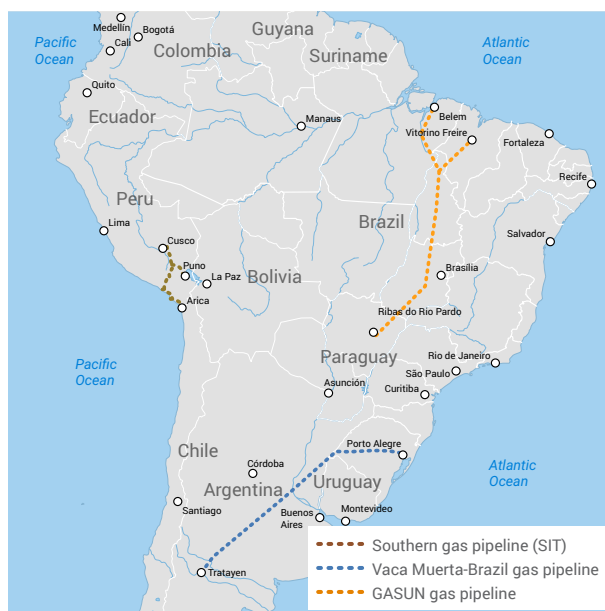 Medellín
Bogotá
Cali
Pacific
Ocean
Colombia
Guyana
Suriname
Atlantic
Ocean
Quito
Ecuador
Manaus
Belem
Vitorino Freire
Fortaleza
Recife
Peru
Lima
Brazil
Salvador
Cusco
Puno
La Paz
Bolivia
Brasília
Arica
Ribas do Rio Pardo
Paraguay
Rio de Janeiro
São Paulo
Curitiba
Asunción
Pacific
Ocean
Porto Alegre
Chile
Córdoba
Argentina
Uruguay
Atlantic
Ocean
Santiago
Buenos
Aires
Montevideo
Tratayen
Southern gas pipeline (SIT)
Vaca Muerta-Brazil gas pipeline
GASUN gas pipeline